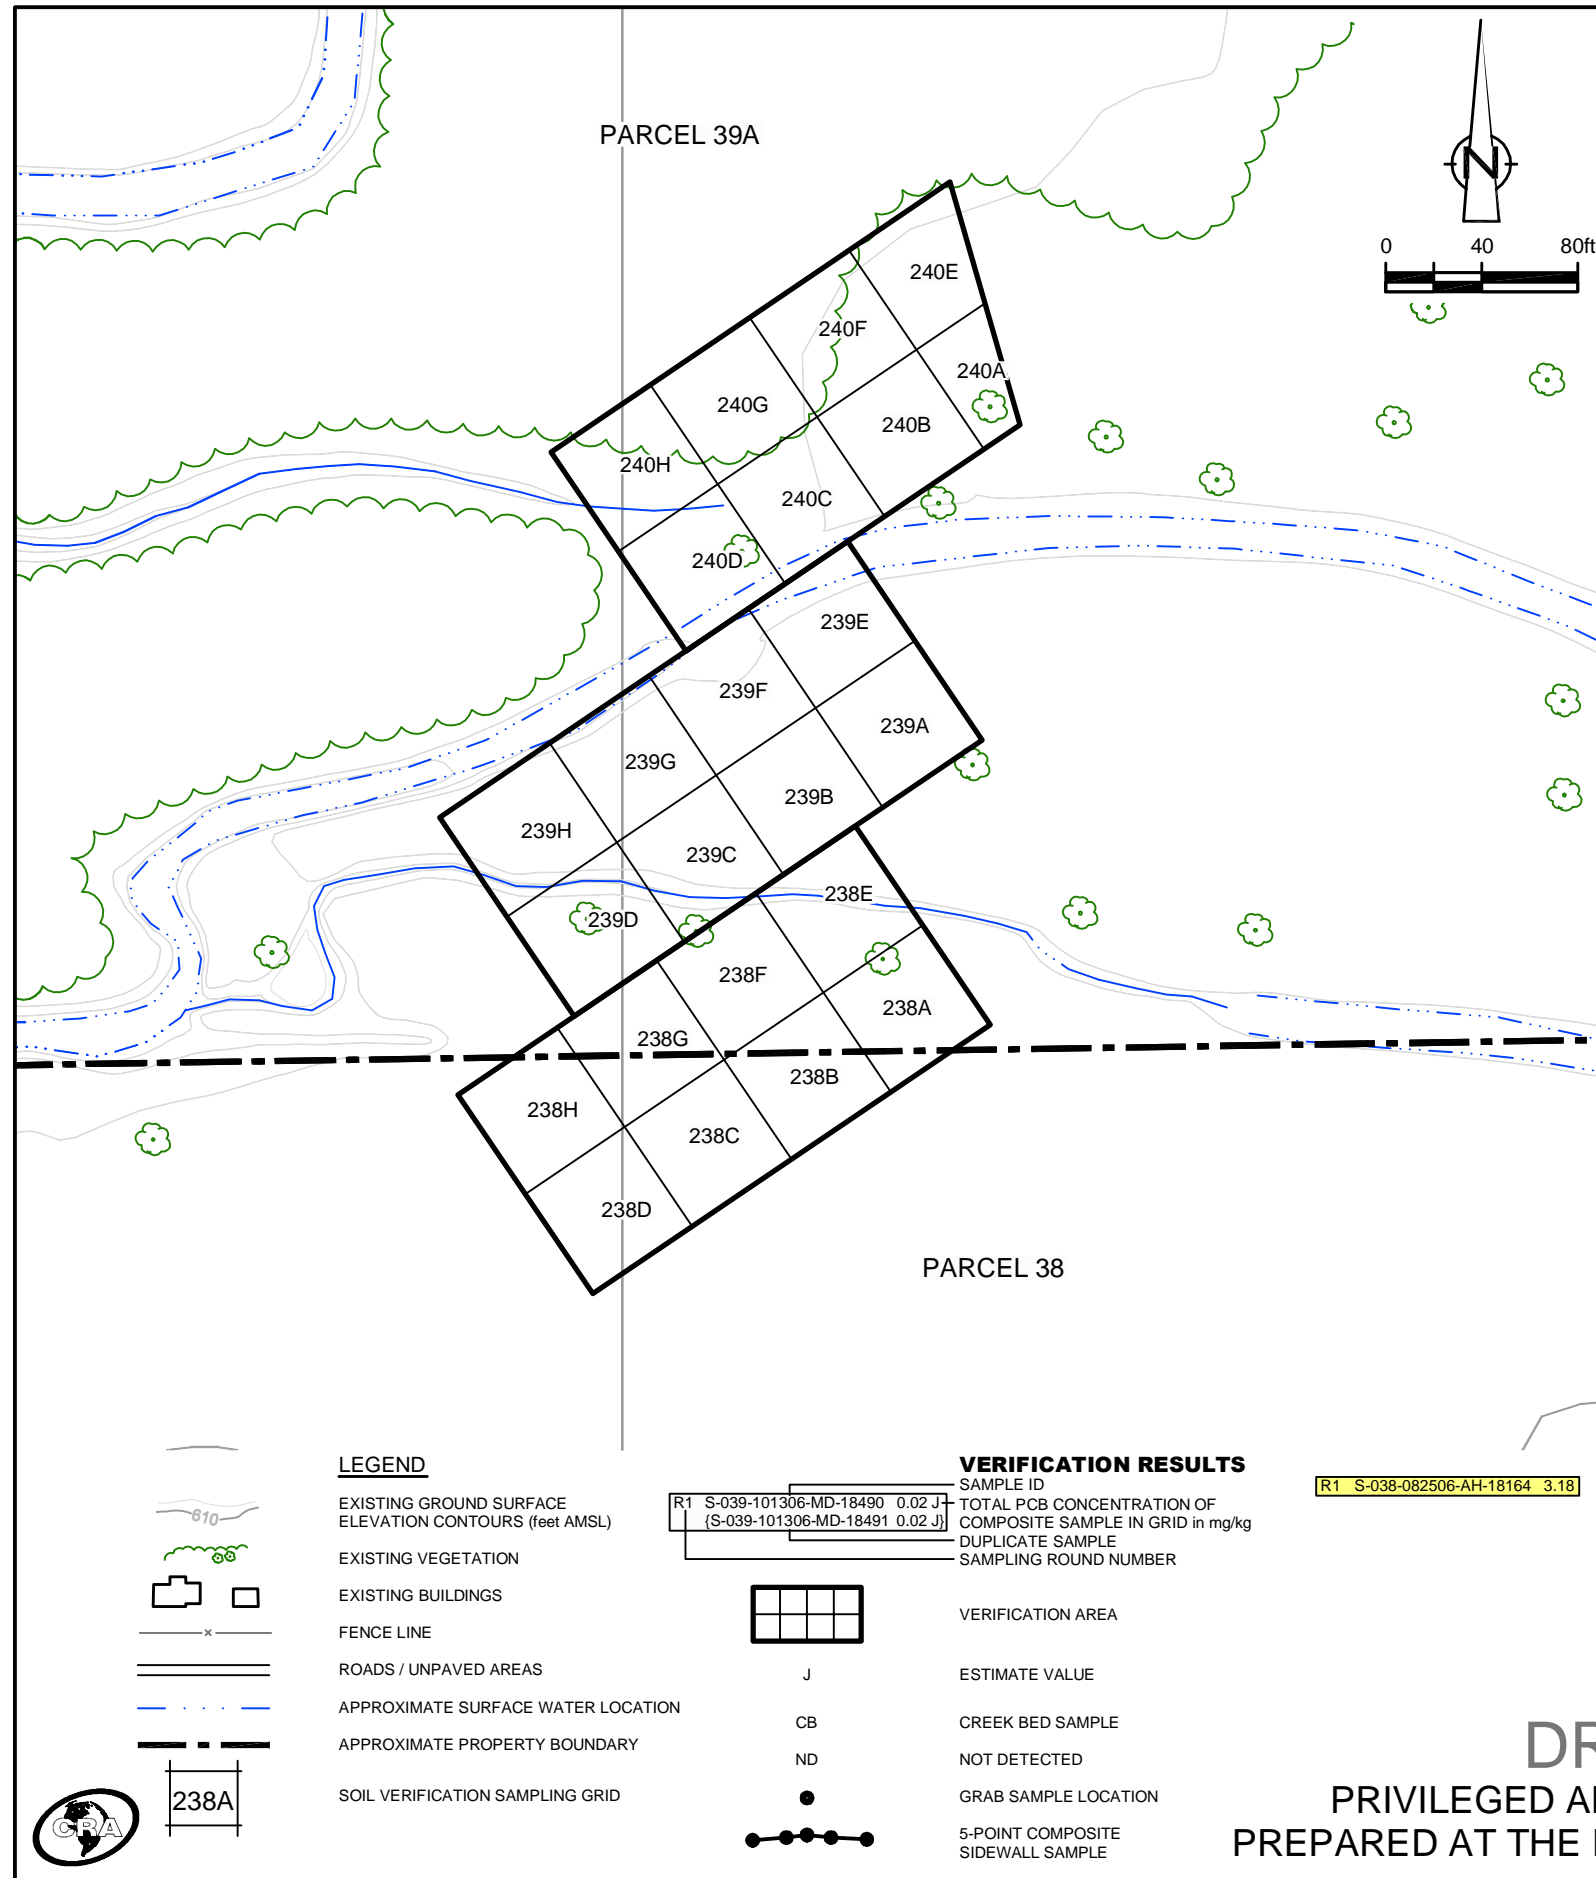 PARCEL 39A
N
0 40 80ft
240E
240F
240A
240G
240B
240H
240C
240D
239E
239F
239A
239G
239B
239H
239C
238E
239D
238F
238A
238G
238B
238H
238C
238D
PARCEL 38
LEGEND
610
EXISTING GROUND SURFACE
ELEVATION CONTOURS (feet AMSL)
EXISTING VEGETATION
EXISTING BUILDINGS
x
FENCE LINE
ROADS / UNPAVED AREAS
APPROXIMATE SURFACE WATER LOCATION
APPROXIMATE PROPERTY BOUNDARY
238A
SOIL VERIFICATION SAMPLING GRID
CRA
VERIFICATION RESULTS
R1 S-039-101306-MD-18490 0.02 J
{S-039-101306-MD-18491 0.02 J}
SAMPLE ID
TOTAL PCB CONCENTRATION OF
COMPOSITE SAMPLE IN GRID in mg/kg
DUPLICATE SAMPLE
SAMPLING ROUND NUMBER
R1 S-038-082506-AH-18164 3.18
VERIFICATION AREA
J ESTIMATE VALUE
CB CREEK BED SAMPLE
ND NOT DETECTED
GRAB SAMPLE LOCATION
5-POINT COMPOSITE
SIDEWALL SAMPLE
PRIVILEGED
PREPARED AT THE